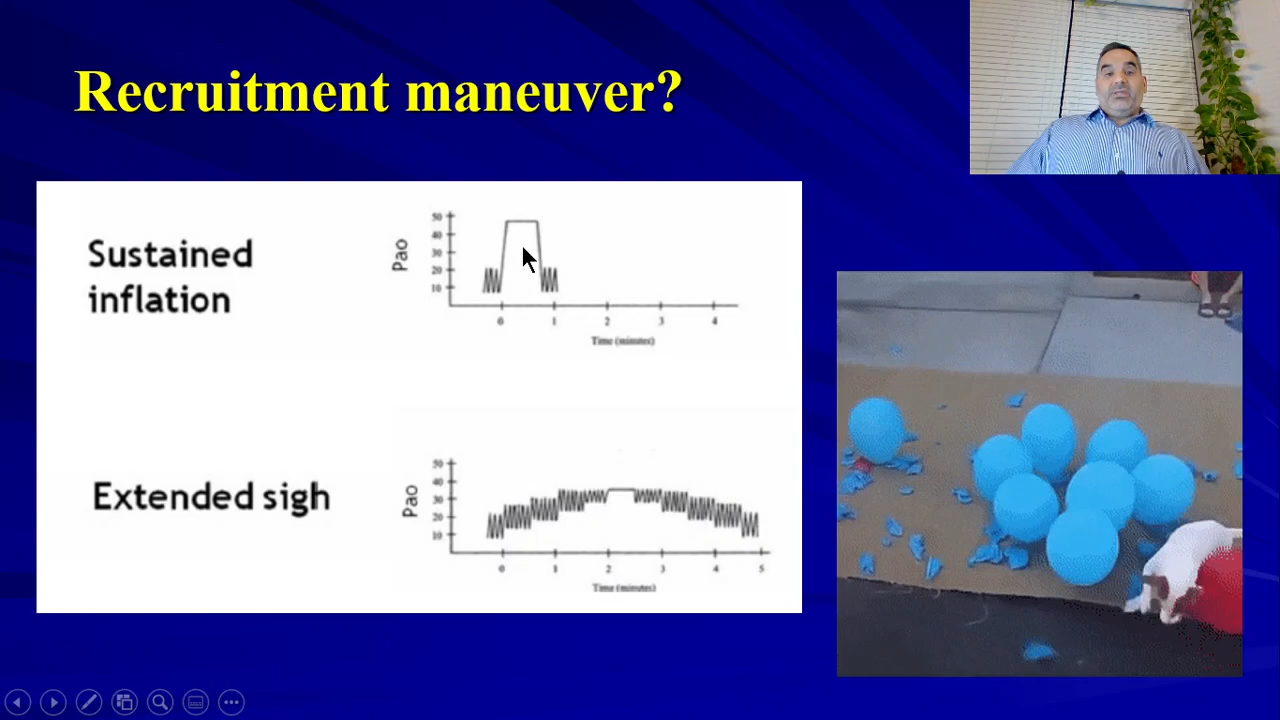 Recruitment maneuver?
Sustained
inflation
Pao
50
40
30
20
10
0 1 2 3 4
Time (minutes)
Extended sigh
Pao
50
40
30
20
10
0 1 2 3 4 5
Time (minutes)